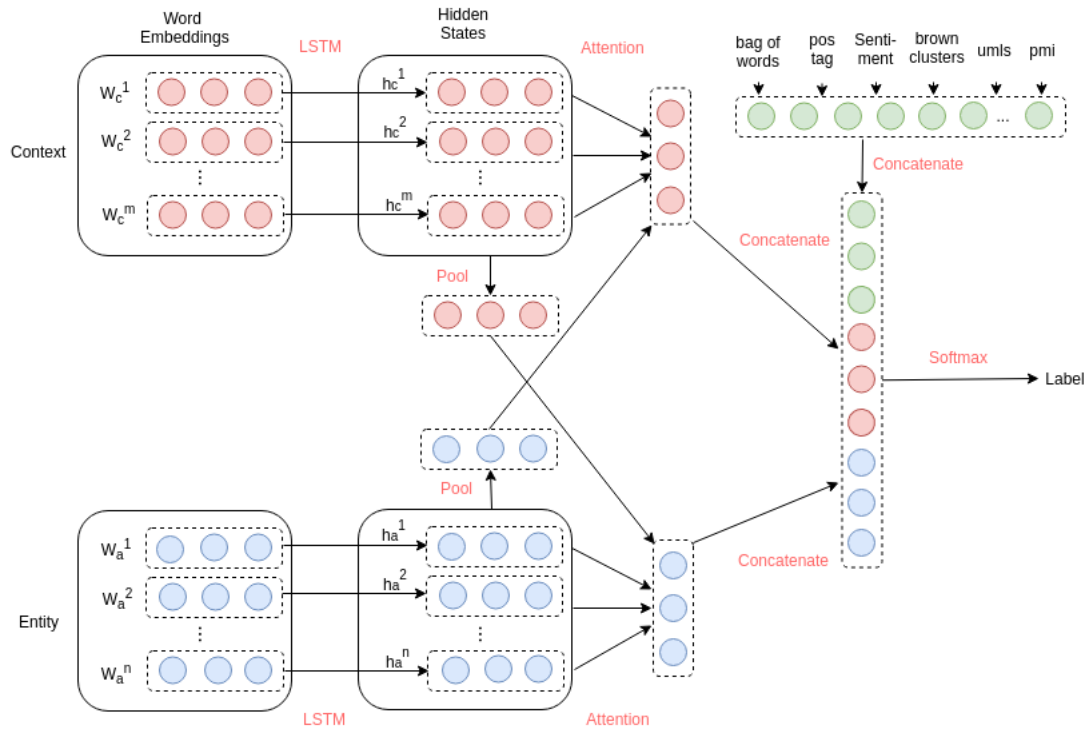 Word
Embeddings
LSTM
Hidden
States
Attention
bag of
words
pos
tag
Senti-
ment
brown
clusters
umls
pmi
...
Context
Wc1
Wc2
⋮
Wcm
hc1
hc2
⋮
hcm
Concatenate
Concatenate
Pool
Softmax
Label
Pool
Concatenate
Entity
Wa1
Wa2
⋮
Wan
ha1
ha2
⋮
han
LSTM
Attention